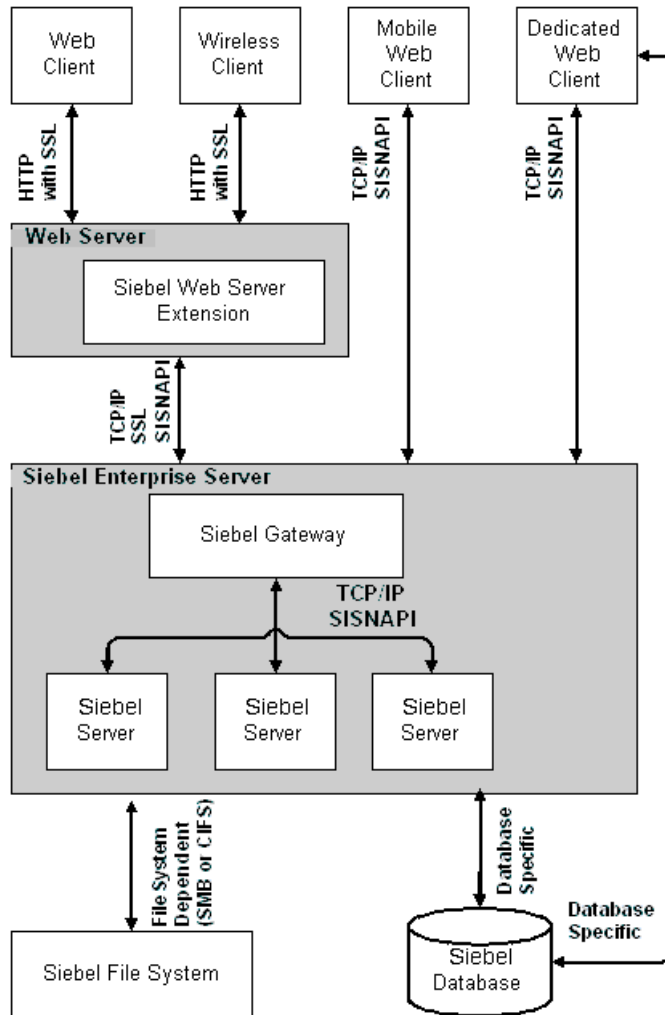 Web
Client
Wireless
Client
Mobile
Web
Client
Dedicated
Web
Client
HTTP
with SSL
HTTP
with SSL
TCP/IP
SISNAPI
TCP/IP
SISNAPI
Web Server
Siebel Web Server
Extension
TCP/IP
SSL
SISNAPI
Siebel Enterprise Server
Siebel Gateway
TCP/IP
SISNAPI
Siebel
Server
Siebel
Server
Siebel
Server
File System
Dependent
(SMB or CIFS)
Database
Specific
Database
Specific
Siebel File System
Siebel
Database